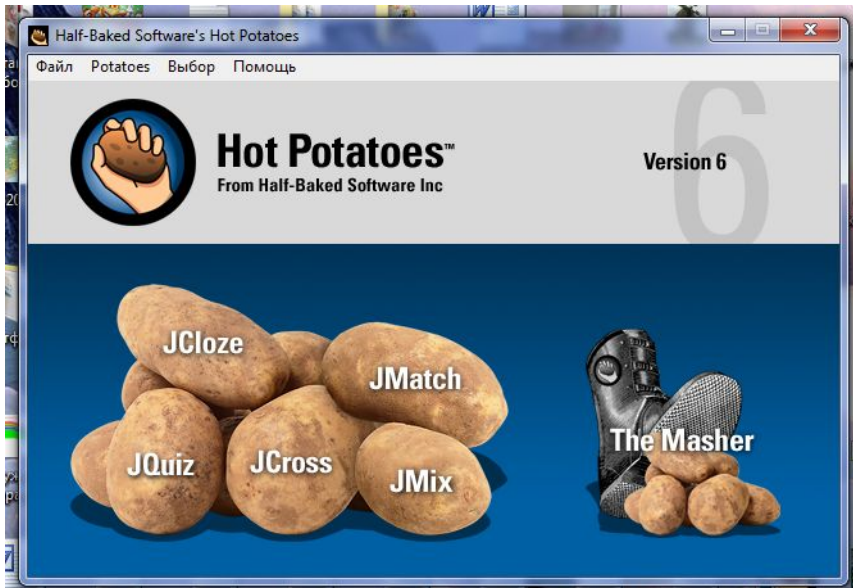 Half-Baked Software's Hot Potatoes
Файл Potatoes Выбор Помощь
Hot Potatoes™
From Half-Baked Software Inc
Version 6
6
JCloze
JMatch
JQuiz
JCross
JMix
The Masher